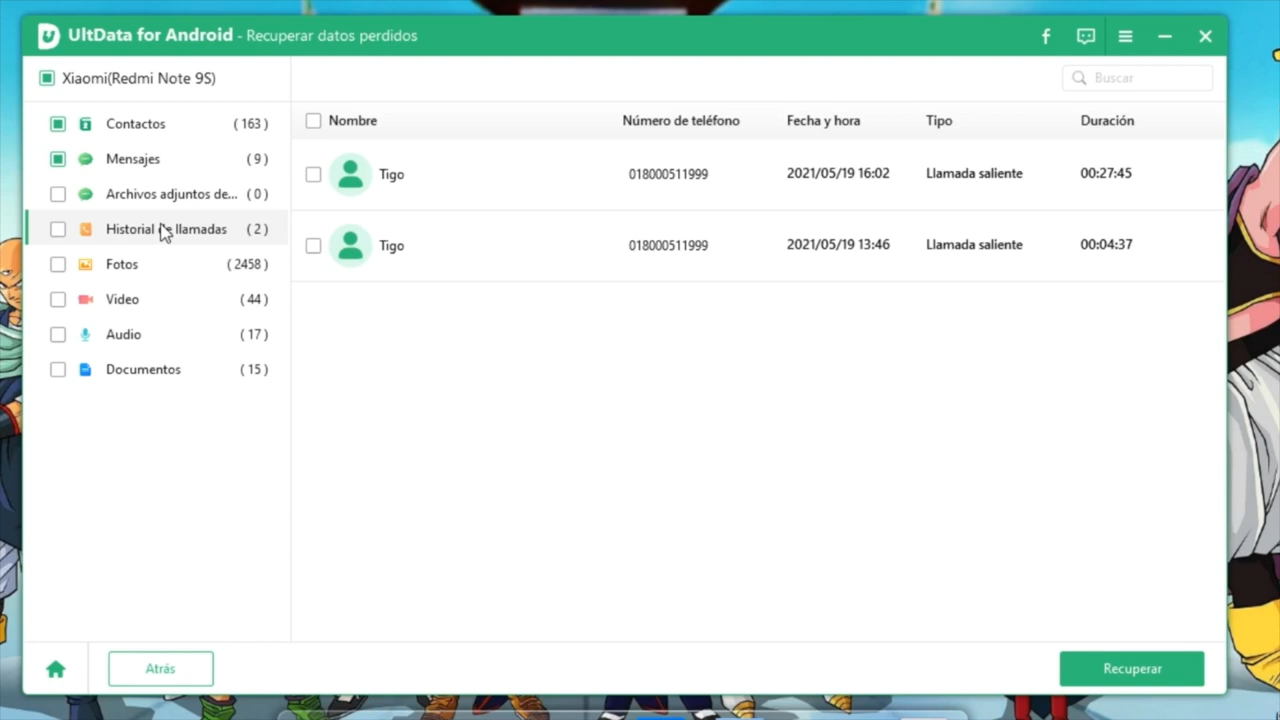 UltData for Android - Recuperar datos perdidos
Xiaomi(Redmi Note 9S)
Buscar
Contactos (163)
Mensajes (9)
Archivos adjuntos de... (0)
Historial de llamadas (2)
Fotos (2458)
Video (44)
Audio (17)
Documentos (15)
Nombre Número de teléfono Fecha y hora Tipo Duración
Tigo 018000511999 2021/05/19 16:02 Llamada saliente 00:27:45
Tigo 018000511999 2021/05/19 13:46 Llamada saliente 00:04:37
Atrás
Recuperar